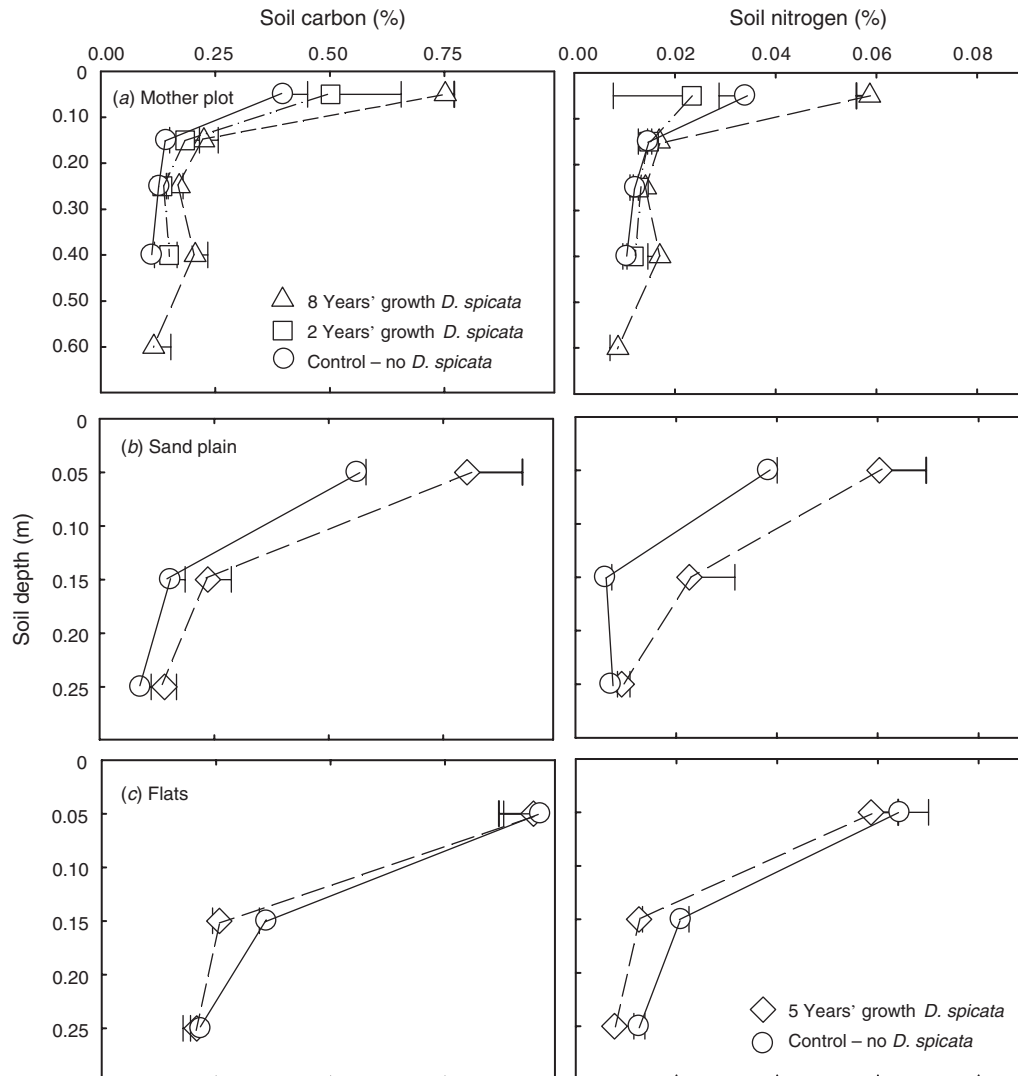 Soil carbon (%)
Soil nitrogen (%)
0.00 0.25 0.50 0.75
0.00 0.02 0.04 0.06 0.08
0
0.10
0.20
0.30
0.40
0.50
0.60
(a) Mother plot
8 Years' growth D. spicata
2 Years' growth D. spicata
Control – no D. spicata
Soil depth (m)
0
0.05
0.10
0.15
0.20
0.25
(b) Sand plain
0
0.05
0.10
0.15
0.20
0.25
(c) Flats
5 Years' growth D. spicata
Control – no D. spicata